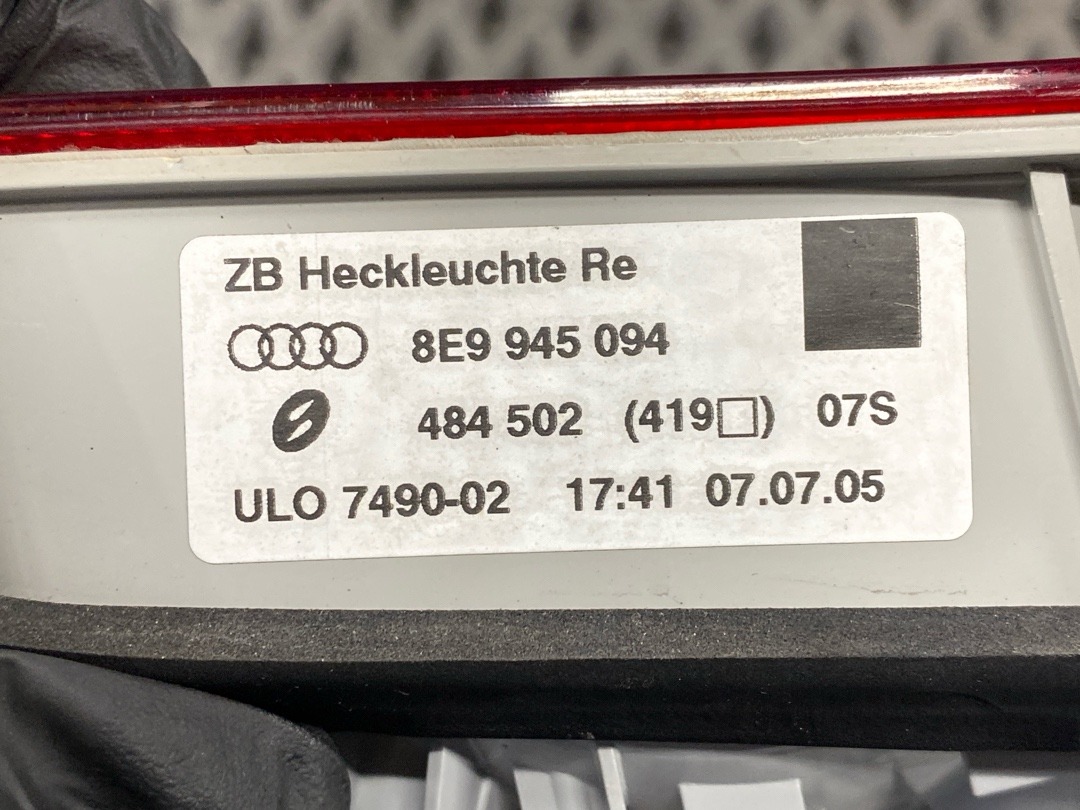 ZB Heckleuchte Re
8E9 945 094
484 502 (419□) 07S
ULO 7490-02 17:41 07.07.05